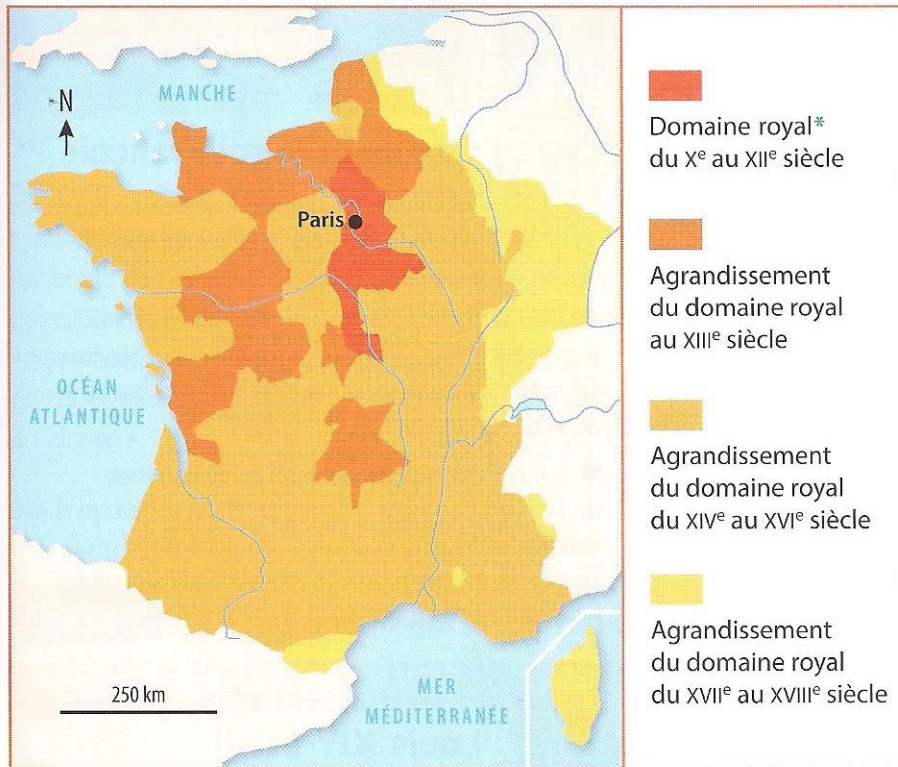 MANCHE
N
Paris
OCÉAN
ATLANTIQUE
250 km
MER
MÉDITERRANÉE
Domaine royal*
du Xe au XIIe siècle
Agrandissement
du domaine royal
au XIIIe siècle
Agrandissement
du domaine royal
du XIVe au XVIe siècle
Agrandissement
du domaine royal
du XVIIe au XVIIIe siècle